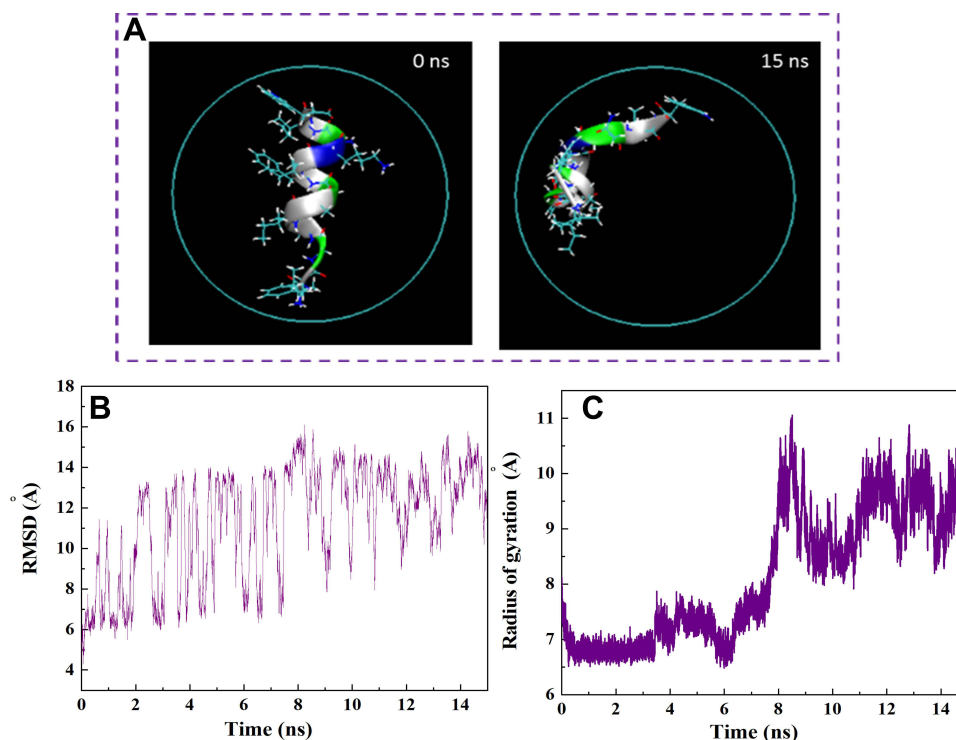 A
0 ns
15 ns
B
18
16
14
12
10
8
6
4
RMSD (Å)
0 2 4 6 8 10 12 14
Time (ns)
C
11
10
9
8
7
6
Radius of gyration (Å)
0 2 4 6 8 10 12 14
Time (ns)